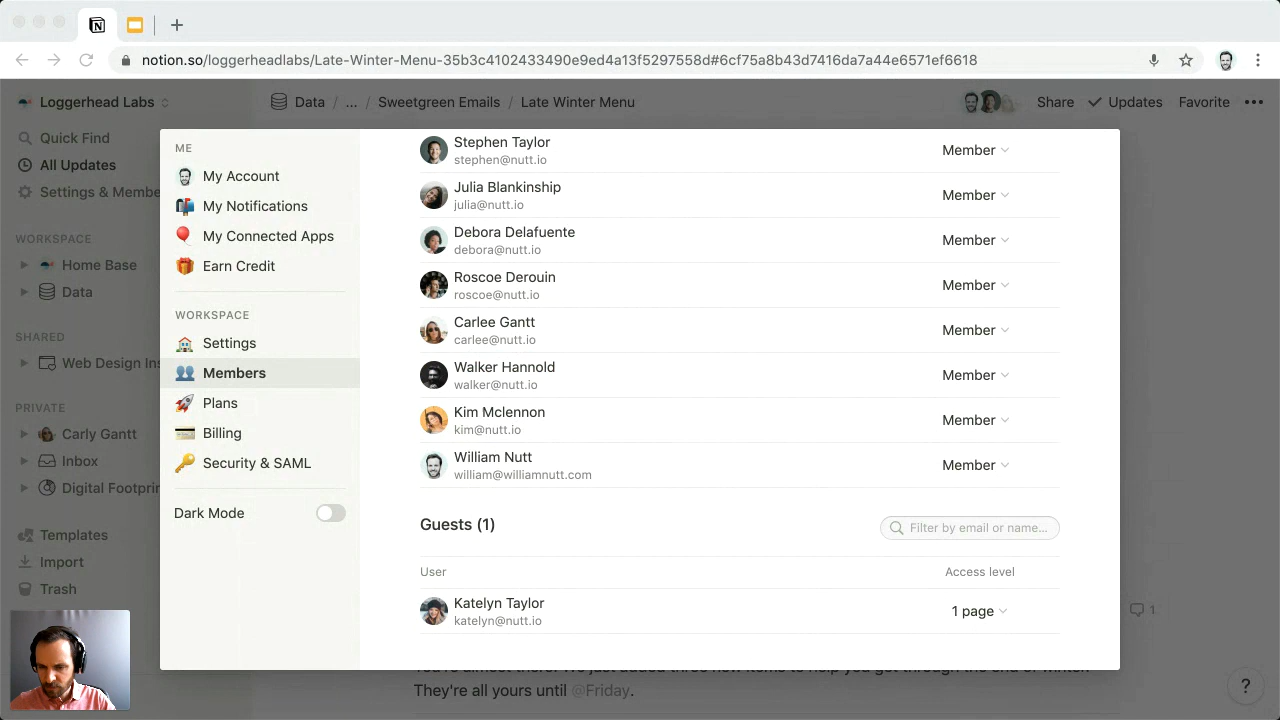 notion.so/loggerheadlabs/Late-Winter-Menu-35b3c4102433490e9ed4a13f5297558d#6cf75a8b43d7416da7a44e6571ef6618
Loggerhead Labs
Data / ... / Sweetgreen Emails / Late Winter Menu
Share Updates Favorite
Quick Find
All Updates
Settings & Membe
WORKSPACE
Home Base
Data
SHARED
Web Design Ins
PRIVATE
Carly Gantt
Inbox
Digital Footprin
Templates
Import
Trash
ME
My Account
My Notifications
My Connected Apps
Earn Credit
WORKSPACE
Settings
Members
Plans
Billing
Security & SAML
Dark Mode
Stephen Taylor
stephen@nutt.io
Member
Julia Blankinship
julia@nutt.io
Member
Debora Delafuente
debora@nutt.io
Member
Roscoe Derouin
roscoe@nutt.io
Member
Carlee Gantt
carlee@nutt.io
Member
Walker Hannold
walker@nutt.io
Member
Kim Mclennon
kim@nutt.io
Member
William Nutt
william@williamnutt.com
Member
Guests (1)
Filter by email or name...
User Access level
Katelyn Taylor
katelyn@nutt.io
1 page
1
They're all yours until @Friday.
?